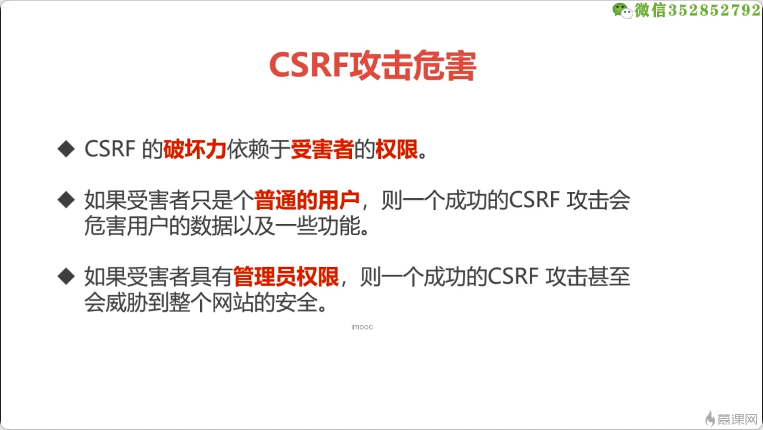 微信352852792
CSRF攻击危害
◆ CSRF 的破坏力依赖于受害者的权限。
◆ 如果受害者只是个普通的用户，则一个成功的CSRF 攻击会
危害用户的数据以及一些功能。
◆ 如果受害者具有管理员权限，则一个成功的CSRF 攻击甚至
会威胁到整个网站的安全。
imooc
慕课网